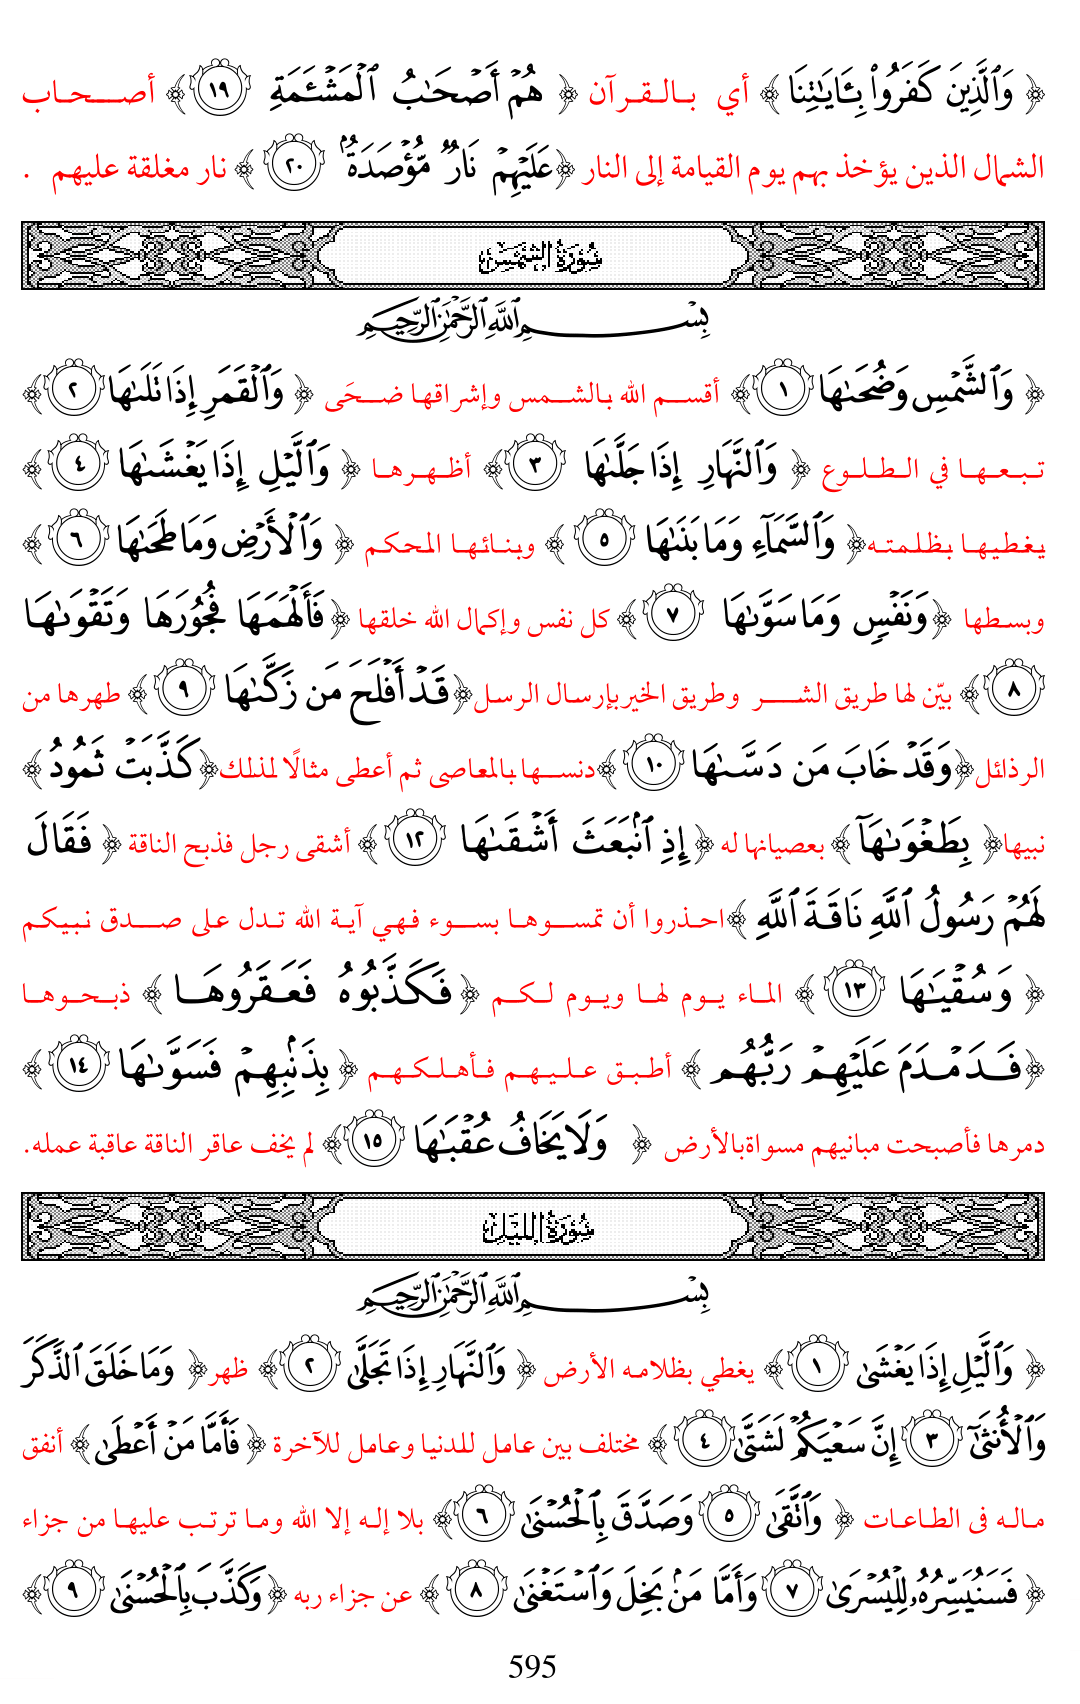 ﴿ وَٱلَّذِينَ كَفَرُوا۟ بِـَٔايَـٰتِنَا ﴾ أي بالقرآن ﴿ هُمْ أَصْحَـٰبُ ٱلْمَشْـَٔمَةِ ١٩ ﴾ أصحاب
الشمال الذين يؤخذ بهم يوم القيامة إلى النار ﴿عَلَيْهِمْ نَارٌ مُّؤْصَدَةٌۢ ٢٠ ﴾ نار مغلقة عليهم .
سُورَةُ الشَّمْسِ
بِسْمِ ٱللَّهِ ٱلرَّحْمَـٰنِ ٱلرَّحِيمِ
﴿ وَٱلشَّمْسِ وَضُحَىٰهَا ١ ﴾ أقسم الله بالشمس وإشراقها ضحَى ﴿ وَٱلْقَمَرِ إِذَا تَلَىٰهَا ٢ ﴾
تبعها في الطلوع ﴿ وَٱلنَّهَارِ إِذَا جَلَّىٰهَا ٣ ﴾ أظهرها ﴿ وَٱلَّيْلِ إِذَا يَغْشَىٰهَا ٤ ﴾
يغطيها بظلمته﴿ وَٱلسَّمَآءِ وَمَا بَنَىٰهَا ٥ ﴾ وبنائها المحكم ﴿ وَٱلْأَرْضِ وَمَا طَحَىٰهَا ٦ ﴾
وبسطها ﴿وَنَفْسٍ وَمَا سَوَّىٰهَا ٧ ﴾ كل نفس وإكمال الله خلقها ﴿فَأَلْهَمَهَا فُجُورَهَا وَتَقْوَىٰهَا
٨ ﴾ بيّن لها طريق الشر وطريق الخير بإرسال الرسل﴿قَدْ أَفْلَحَ مَن زَكَّىٰهَا ٩ ﴾ طهرها من
الرذائل﴿وَقَدْ خَابَ مَن دَسَّىٰهَا ١٠ ﴾دنسها بالمعاصى ثم أعطى مثالًا لذلك﴿كَذَّبَتْ ثَمُودُ ﴾
نبيها﴿ بِطَغْوَىٰهَآ ﴾ بعصيانها له ﴿إِذِ ٱنۢبَعَثَ أَشْقَىٰهَا ١٢ ﴾ أشقى رجل فذبح الناقة ﴿ فَقَالَ
لَهُمْ رَسُولُ ٱللَّهِ نَاقَةَ ٱللَّهِ ﴾احذروا أن تمسوها بسوء فهي آية الله تدل على صدق نبيكم
﴿ وَسُقْيَـٰهَا ١٣ ﴾ الماء يوم لها ويوم لكم ﴿ فَكَذَّبُوهُ فَعَقَرُوهَا ﴾ ذبحوها
﴿فَدَمْدَمَ عَلَيْهِمْ رَبُّهُم ﴾ أطبق عليهم فأهلكهم ﴿ بِذَنۢبِهِمْ فَسَوَّىٰهَا ١٤ ﴾
دمرها فأصبحت مبانيهم مسواةبالأرض ﴿ وَلَا يَخَافُ عُقْبَـٰهَا ١٥ ﴾ لم يخف عاقر الناقة عاقبة عمله.
سُورَةُ اللَّيْلِ
بِسْمِ ٱللَّهِ ٱلرَّحْمَـٰنِ ٱلرَّحِيمِ
﴿ وَٱلَّيْلِ إِذَا يَغْشَىٰ ١ ﴾ يغطي بظلامه الأرض ﴿ وَٱلنَّهَارِ إِذَا تَجَلَّىٰ ٢ ﴾ ظهر﴿ وَمَا خَلَقَ ٱلذَّكَرَ
وَٱلْأُنثَىٰٓ ٣ إِنَّ سَعْيَكُمْ لَشَتَّىٰ ٤ ﴾ مختلف بين عامل للدنيا وعامل للآخرة ﴿ فَأَمَّا مَنْ أَعْطَىٰ ﴾ أنفق
ماله فى الطاعات ﴿ وَٱتَّقَىٰ ٥ وَصَدَّقَ بِٱلْحُسْنَىٰ ٦ ﴾ بلا إله إلا الله وما ترتب عليها من جزاء
﴿ فَسَنُيَسِّرُهُۥ لِلْيُسْرَىٰ ٧ وَأَمَّا مَنۢ بَخِلَ وَٱسْتَغْنَىٰ ٨ ﴾ عن جزاء ربه ﴿وَكَذَّبَ بِٱلْحُسْنَىٰ ٩ ﴾
595